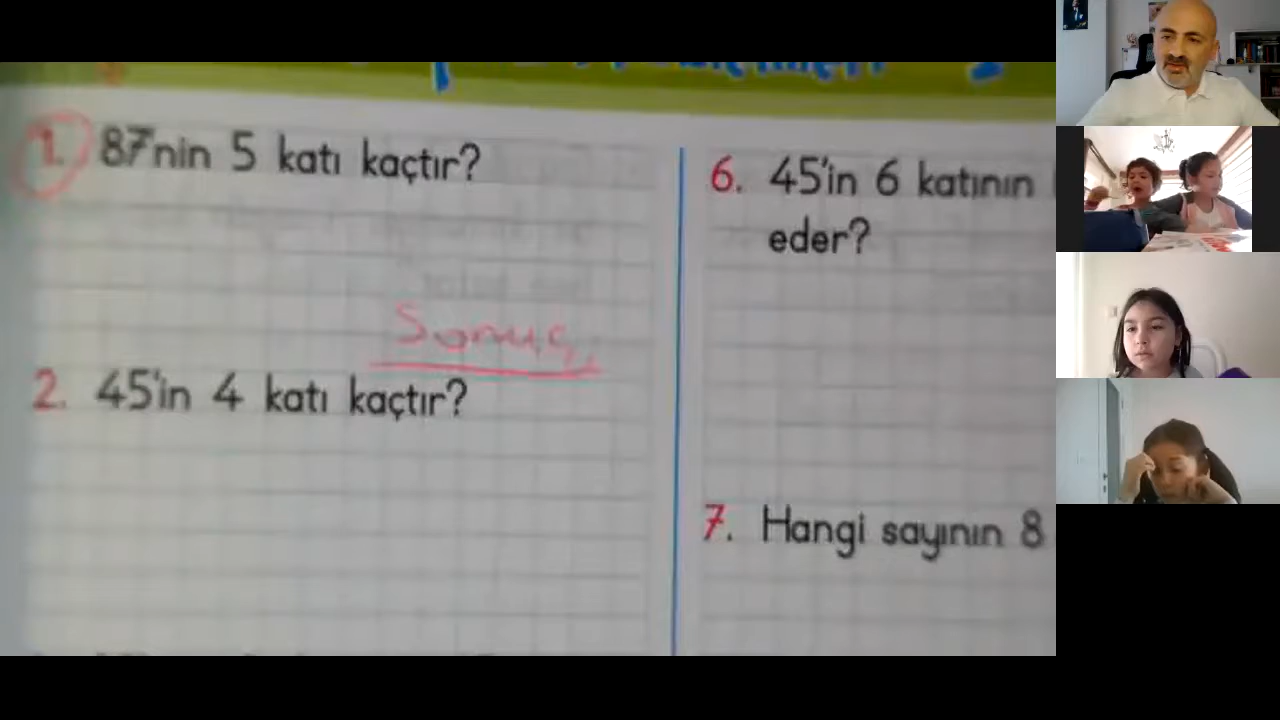 1. 87'nin 5 katı kaçtır?
Sonuç
2. 45'in 4 katı kaçtır?
6. 45'in 6 katının
eder?
7. Hangi sayının 8